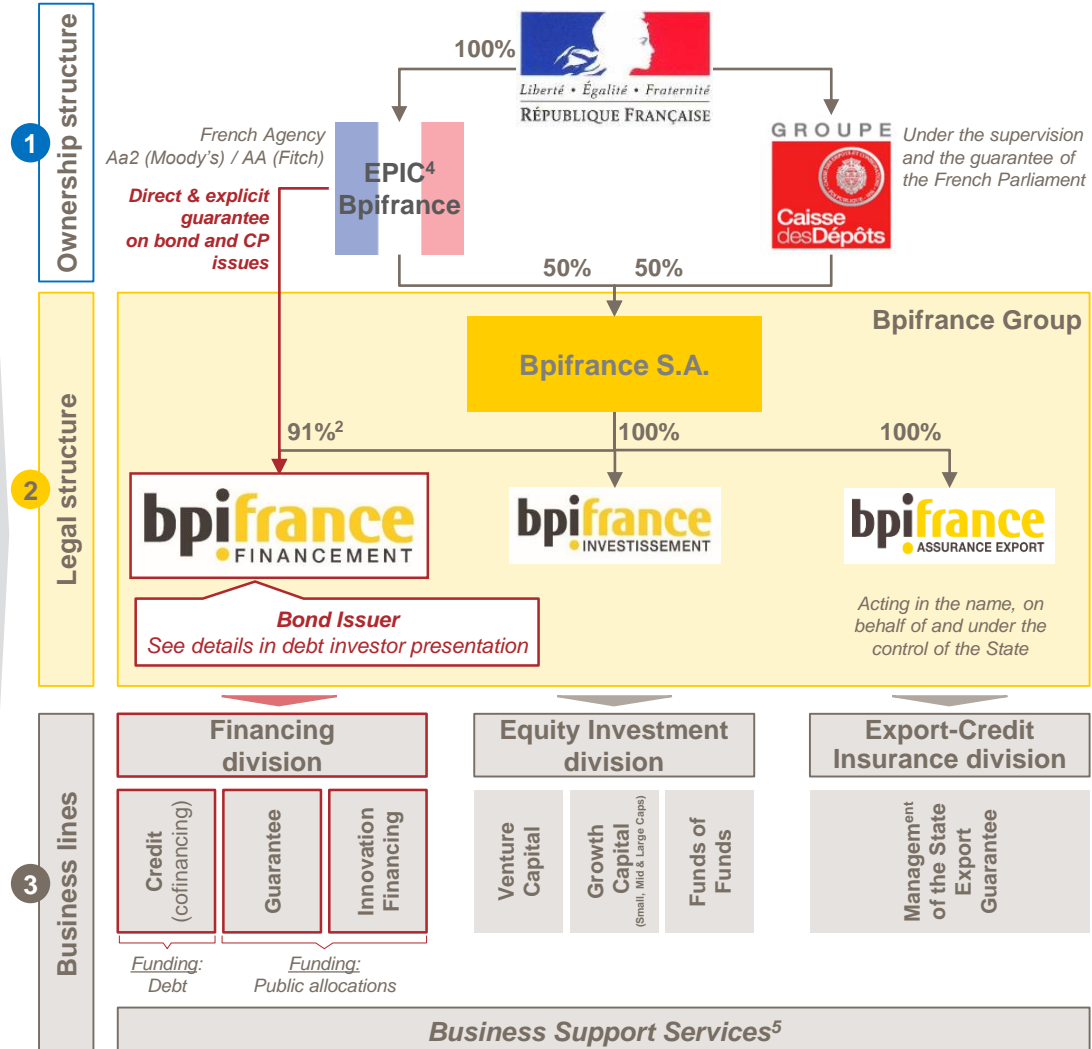 1
Ownership structure
100%
Liberté • Égalité • Fraternité
RÉPUBLIQUE FRANÇAISE
French Agency
Aa2 (Moody's) / AA (Fitch)
EPIC⁴
Bpifrance
Direct & explicit
guarantee
on bond and CP
issues
GROUPE
Caisse
desDépôts
Under the supervision
and the guarantee of
the French Parliament
50%
50%
2
Legal structure
Bpifrance Group
Bpifrance S.A.
91%²
100%
100%
bpifrance
FINANCEMENT
bpifrance
INVESTISSEMENT
bpifrance
ASSURANCE EXPORT
Bond Issuer
See details in debt investor presentation
Acting in the name, on
behalf of and under the
control of the State
3
Business lines
Financing
division
Equity Investment
division
Export-Credit
Insurance division
Credit
(cofinancing)
Guarantee
Innovation
Financing
Venture
Capital
Growth
Capital
(Small, Mid & Large Caps)
Funds of
Funds
Managementᵉⁿᵗ
of the State
Export
Guarantee
Funding:
Debt
Funding:
Public allocations
Business Support Services⁵